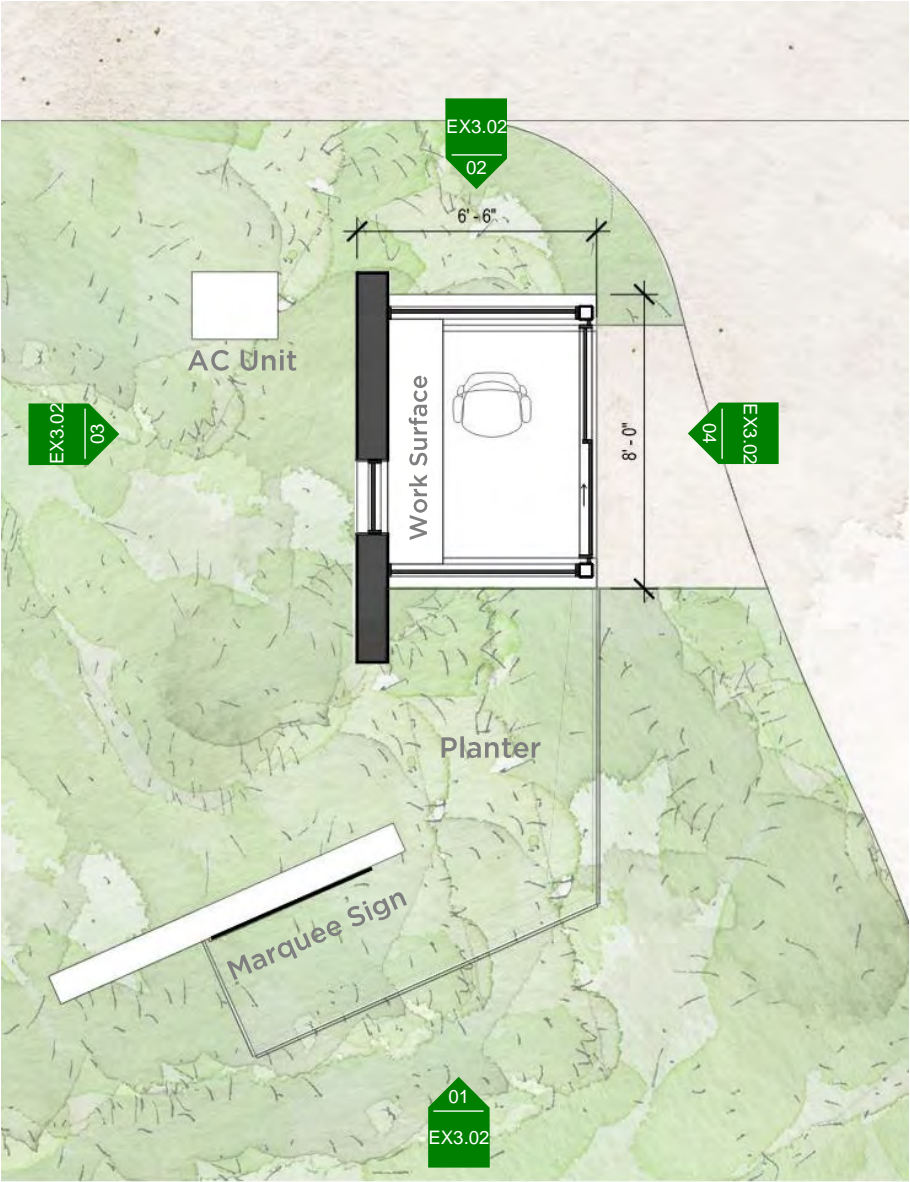 EX3.02
02
6' - 6"
AC Unit
EX3.02
03
Work Surface
8' - 0"
04
EX3.02
Planter
Marquee Sign
01
EX3.02